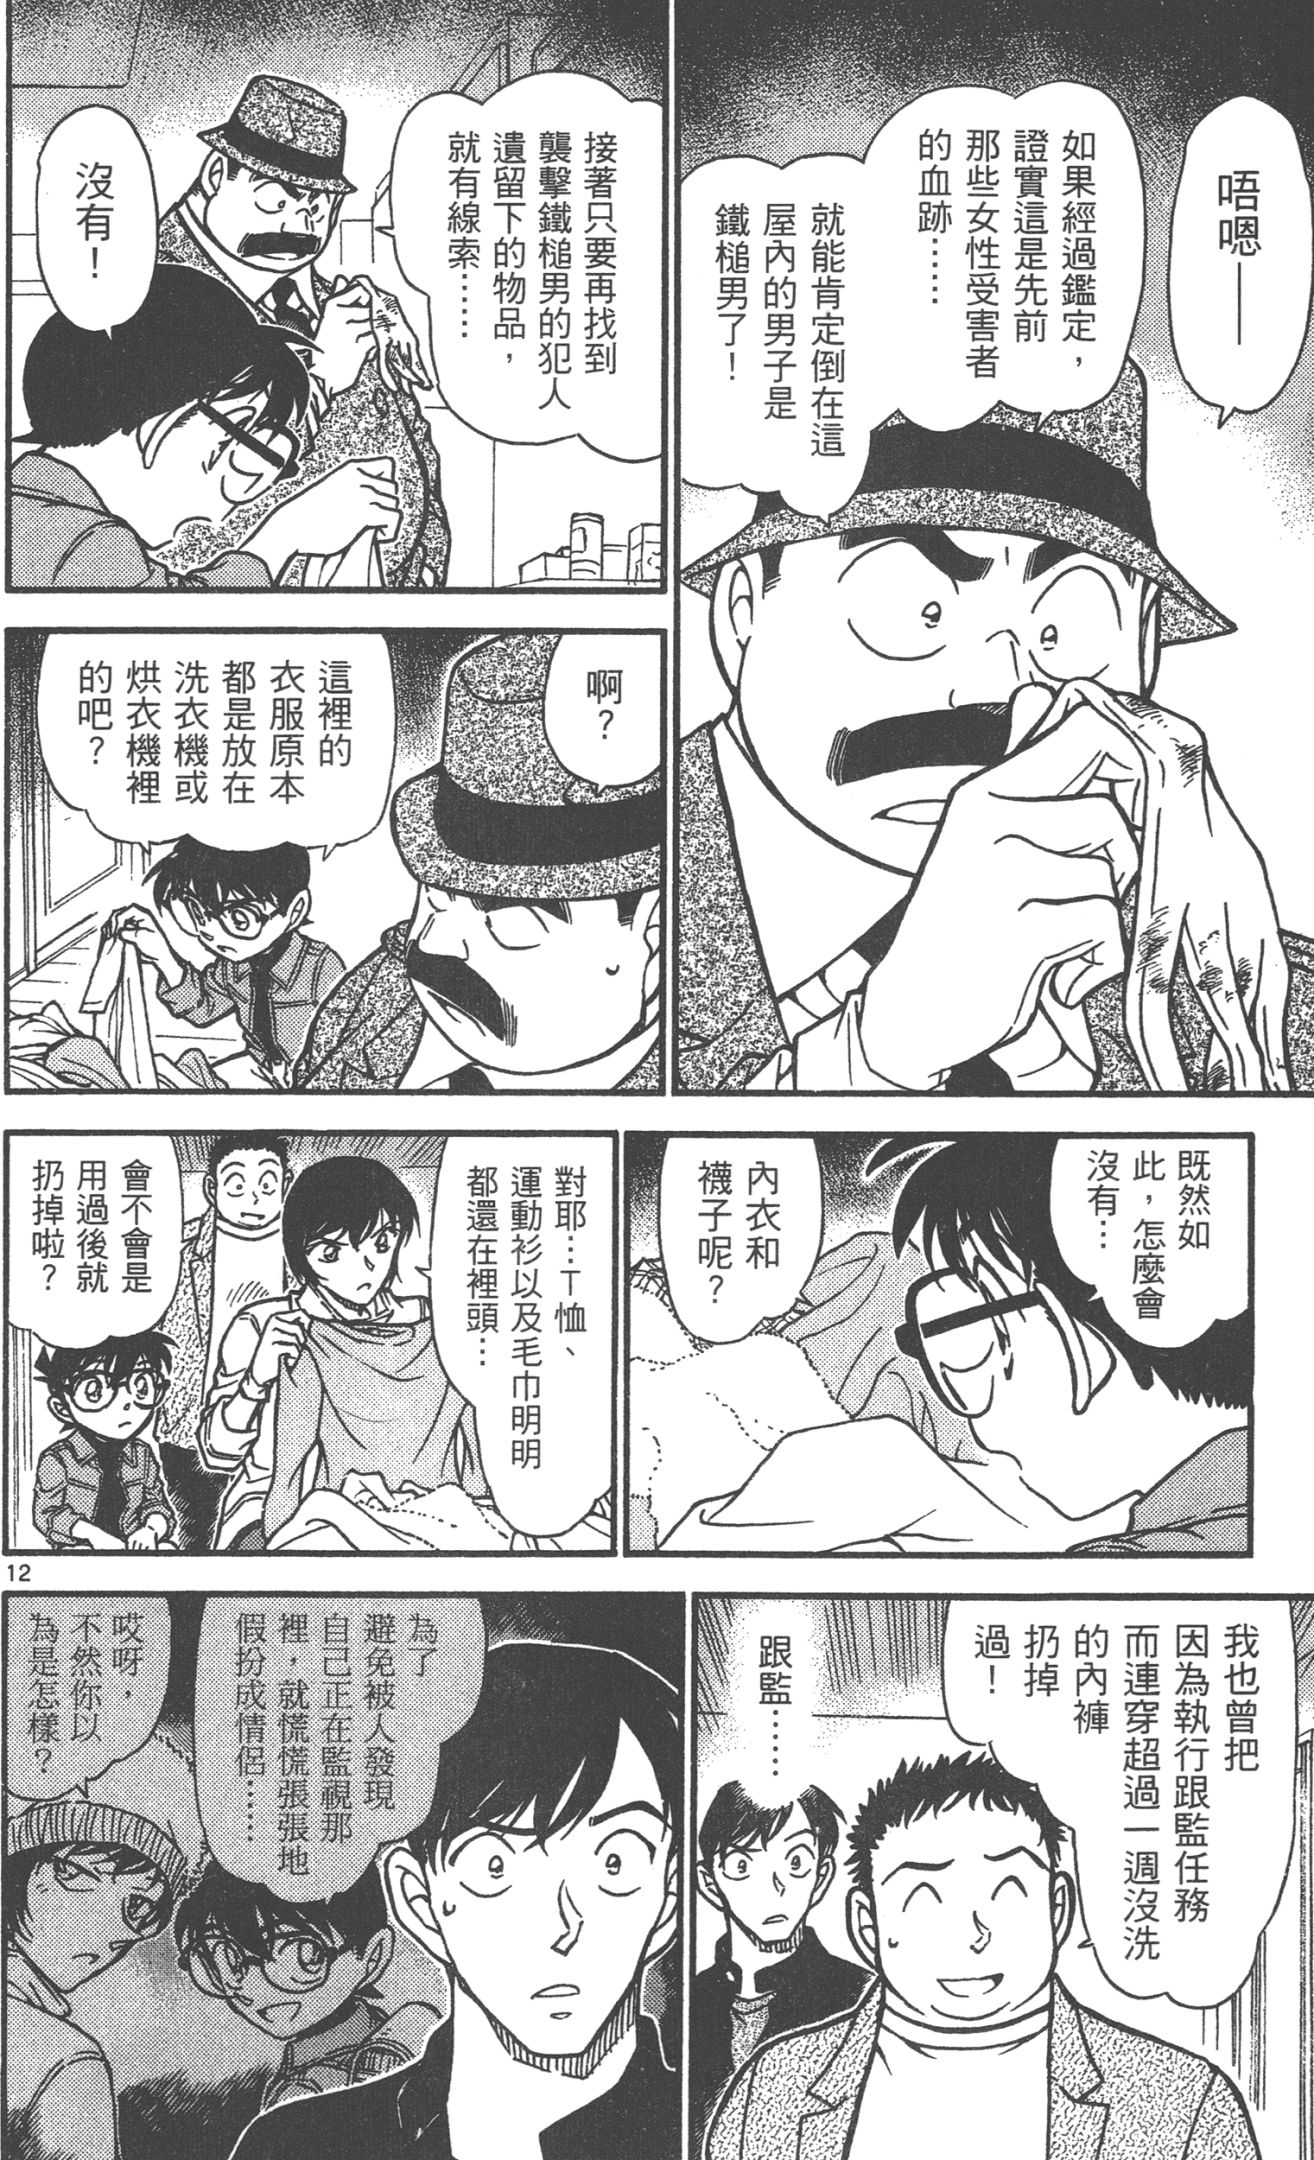 唔嗯——
如果經過鑑定，
證實這是先前
那些女性受害者
的血跡……
就能肯定倒在這
屋內的男子是
鐵槌男了！
接著只要再找到
襲擊鐵槌男的犯人
遺留下的物品，
就有線索……
沒有！
啊？
這裡的
衣服原本
都是放在
洗衣機或
烘衣機裡
的吧？
既然如
此，怎麼會
沒有…
內衣和
襪子呢？
對耶…T恤、
運動衫以及毛巾明明
都還在裡頭…
會不會是
用過後就
扔掉啦？
我也曾把
因為執行跟監任務
而連穿超過一週沒洗
的內褲
扔掉
過！
跟監……
為了
避免被人發現
自己正在監視那
裡，就慌慌張張地
假扮成情侶……
哎呀，
不然你以
為是怎樣？
12